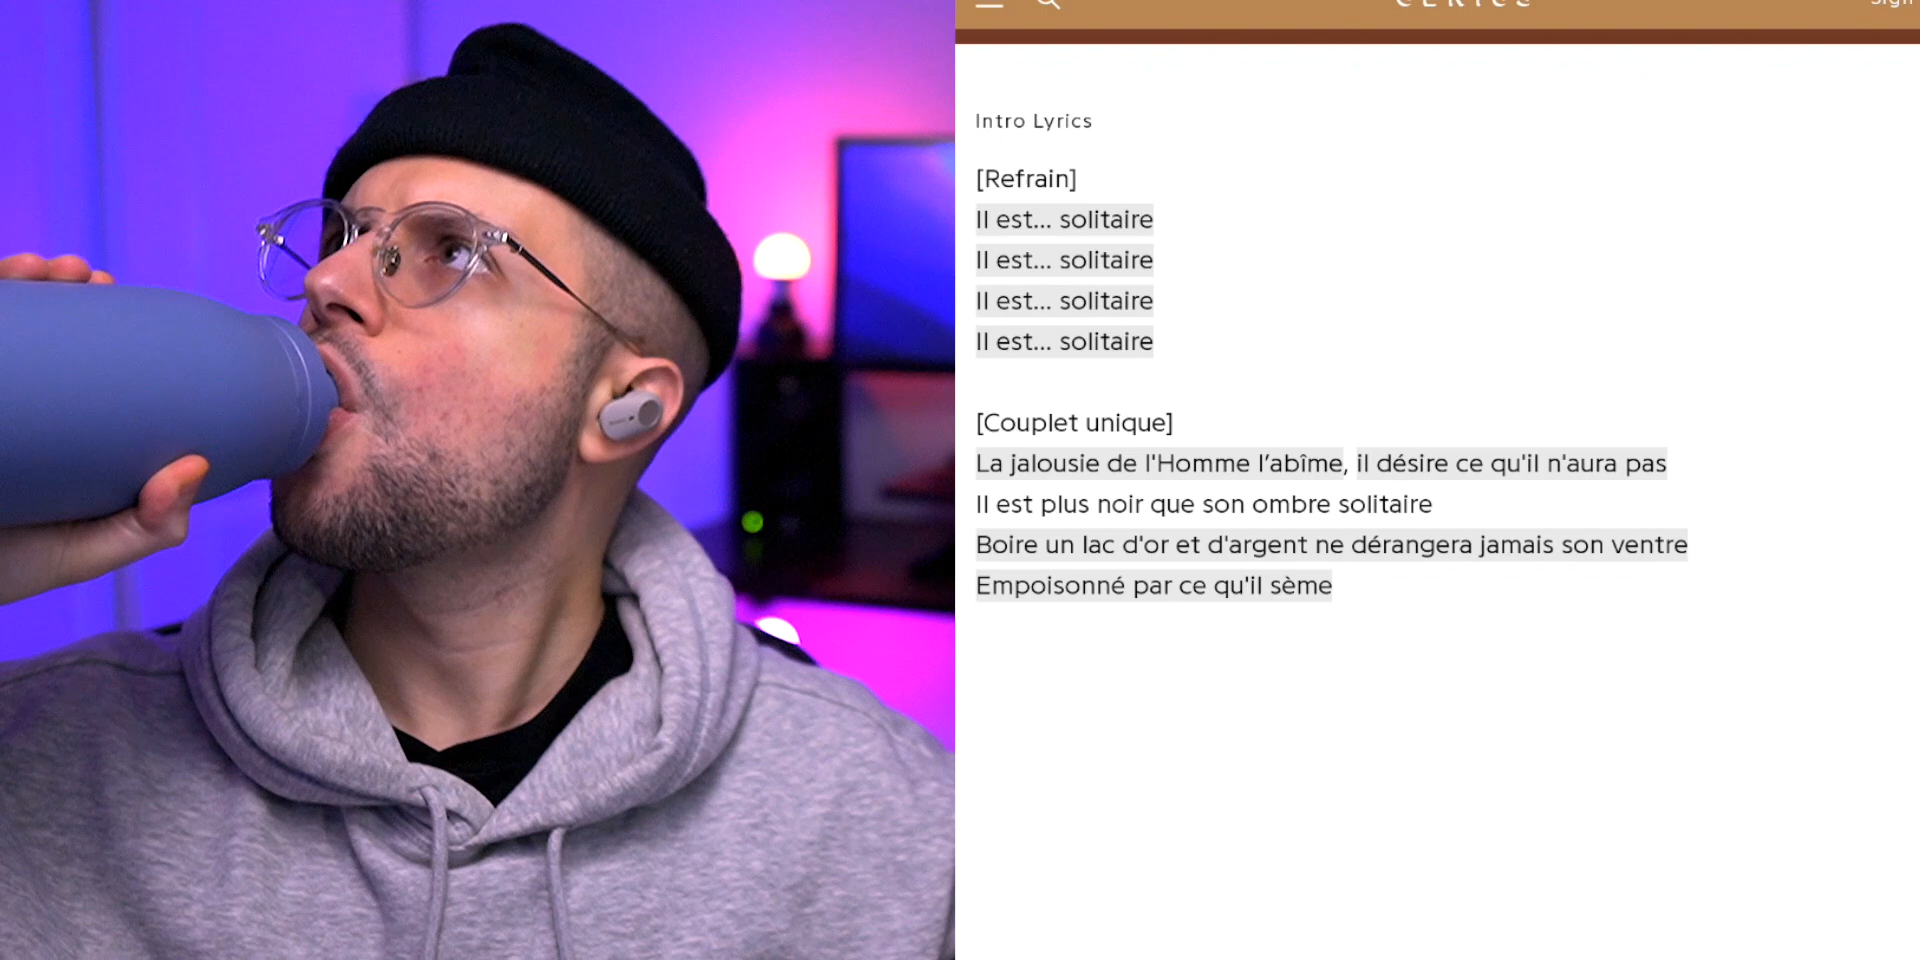 Intro Lyrics
[Refrain]
Il est... solitaire
Il est... solitaire
Il est... solitaire
Il est... solitaire
[Couplet unique]
La jalousie de l'Homme l’abîme, il désire ce qu'il n'aura pas
Il est plus noir que son ombre solitaire
Boire un lac d'or et d'argent ne dérangera jamais son ventre
Empoisonné par ce qu'il sème